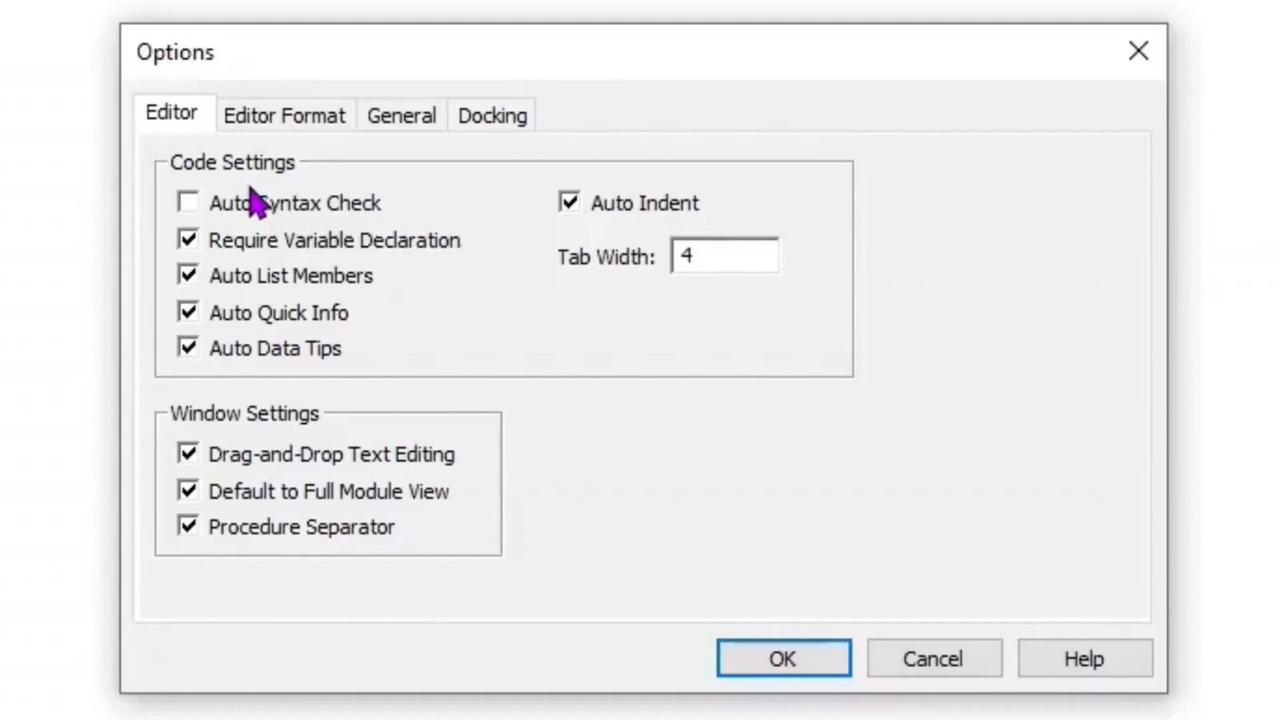 Options
Editor Editor Format General Docking
Code Settings
Auto Syntax Check
Auto Indent
Require Variable Declaration
Tab Width: 4
Auto List Members
Auto Quick Info
Auto Data Tips
Window Settings
Drag-and-Drop Text Editing
Default to Full Module View
Procedure Separator
OK Cancel Help